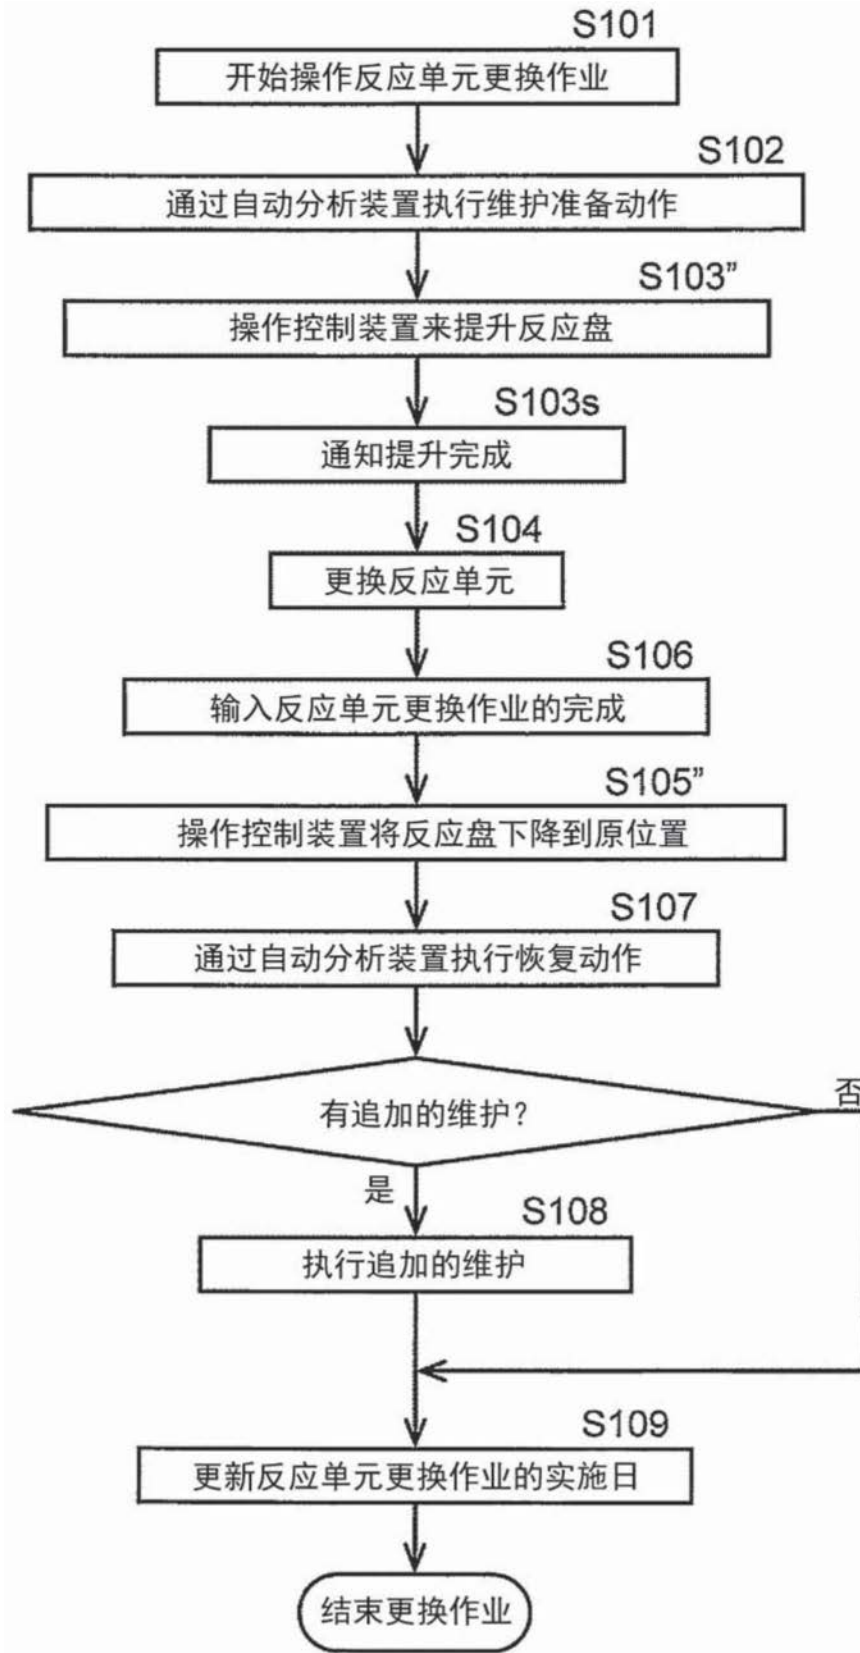 S101
开始操作反应单元更换作业
S102
通过自动分析装置执行维护准备动作
S103”
操作控制装置来提升反应盘
S103s
通知提升完成
S104
更换反应单元
S106
输入反应单元更换作业的完成
S105”
操作控制装置将反应盘下降到原位置
S107
通过自动分析装置执行恢复动作
否
有追加的维护?
是
S108
执行追加的维护
S109
更新反应单元更换作业的实施日
结束更换作业